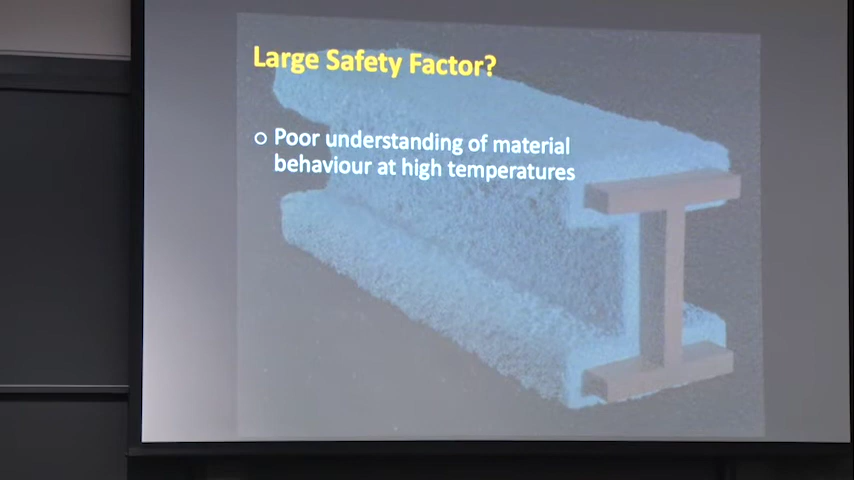 Large Safety Factor?
○ Poor understanding of material
behaviour at high temperatures